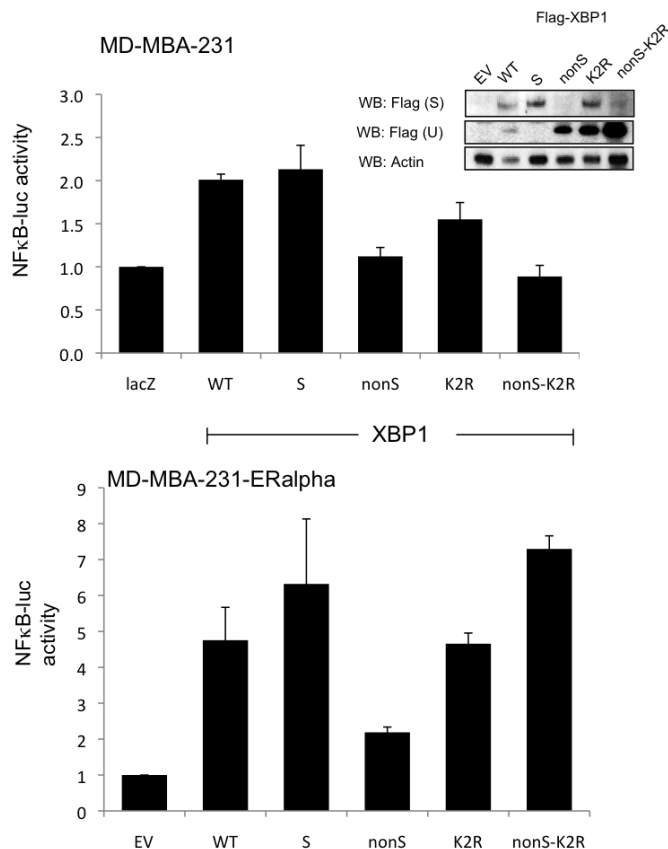 Flag-XBP1
MD-MBA-231
EV
WT
S
nonS
K2R
nonS-K2R
WB: Flag (S)
WB: Flag (U)
WB: Actin
NFκB-luc activity
3.0
2.5
2.0
1.5
1.0
0.5
0.0
lacZ WT S nonS K2R nonS-K2R
XBP1
MD-MBA-231-ERalpha
NFκB-luc
activity
9
8
7
6
5
4
3
2
1
0
EV WT S nonS K2R nonS-K2R